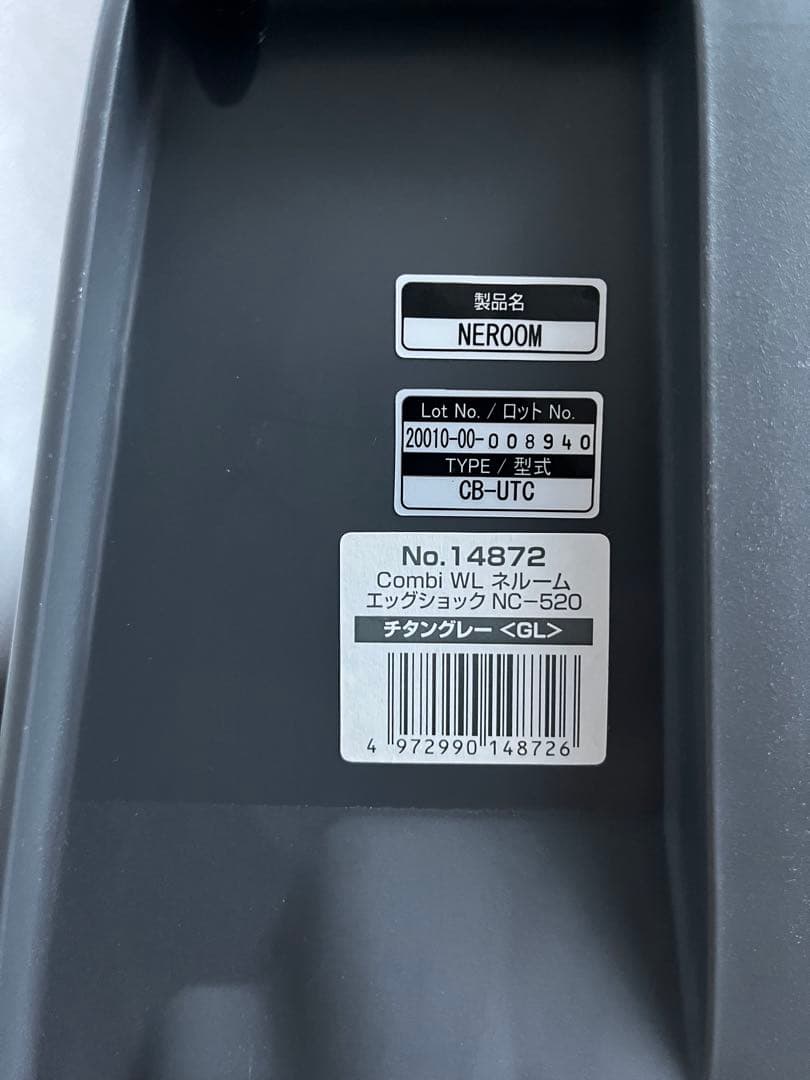 製品名
NEROOM
Lot No. / ロット No.
20010-00-008940
TYPE / 型式
CB-UTC
No.14872
Combi WL ネルーム
エッグショック NC-520
チタングレー <GL>
4 972990 148726